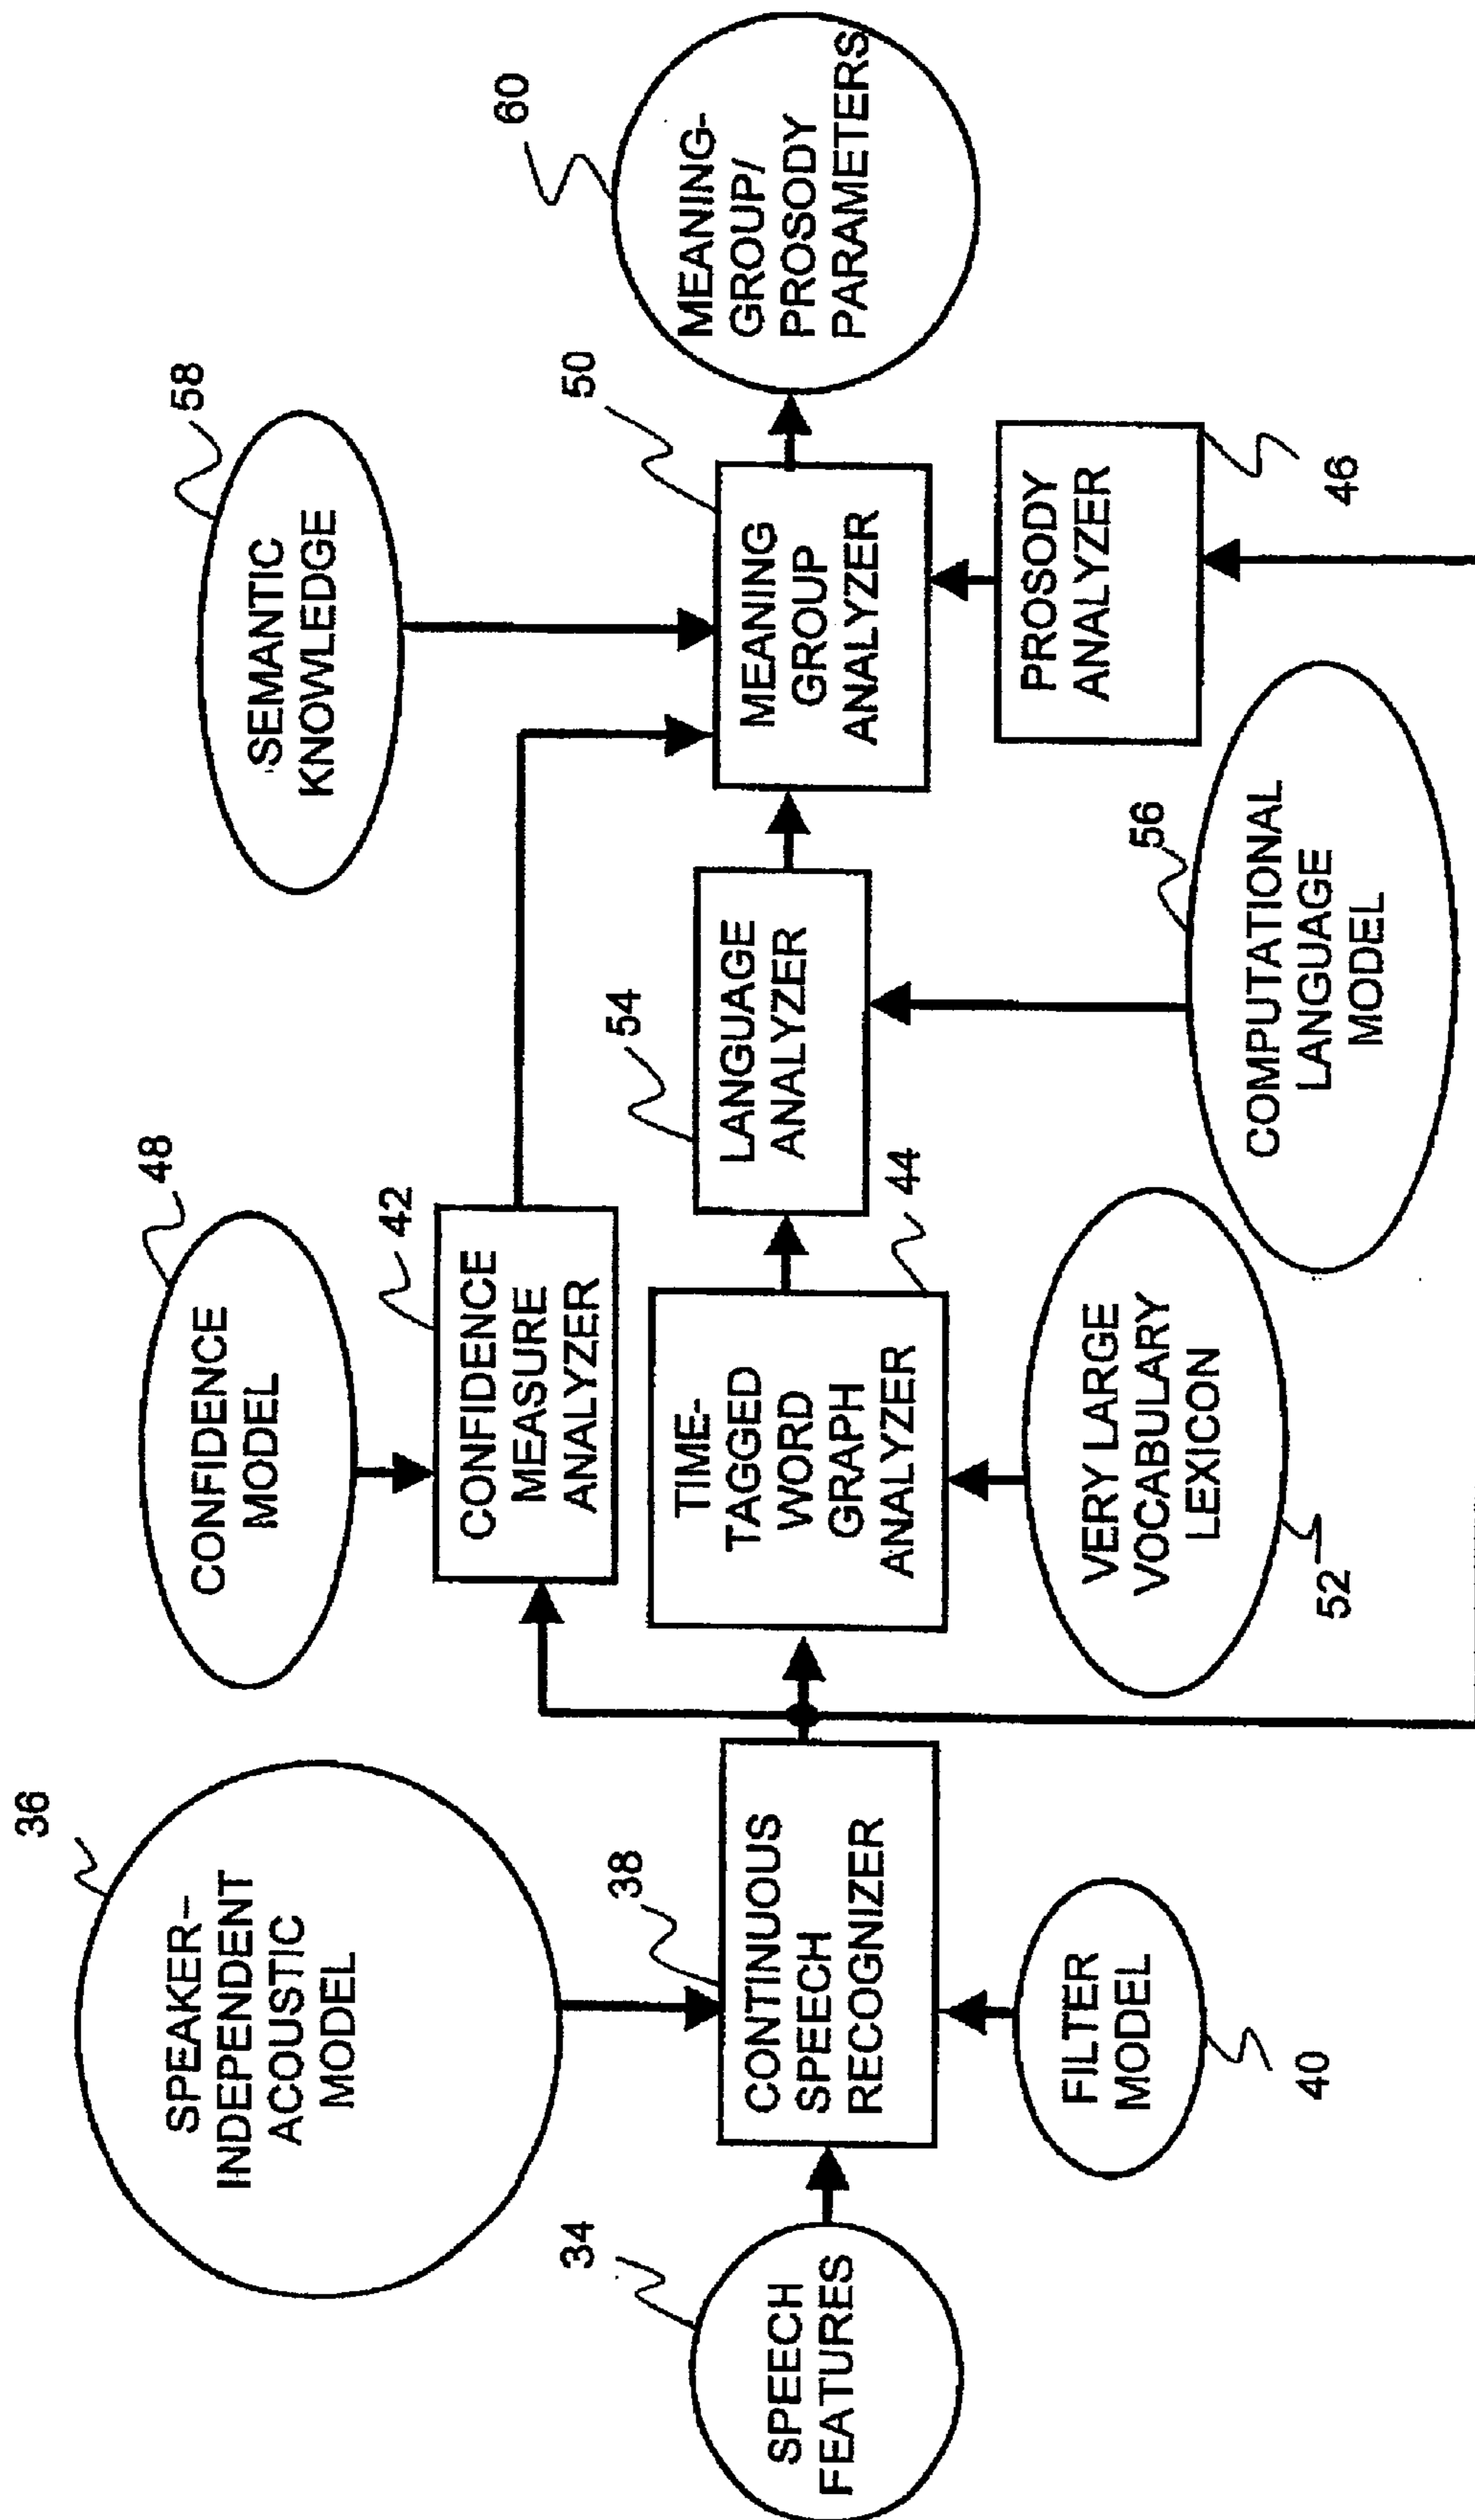 36
SPEAKER-
INDEPENDENT
ACOUSTIC
MODEL
48
CONFIDENCE
MODEL
58
SEMANTIC
KNOWLEDGE
42
CONFIDENCE
MEASURE
ANALYZER
34
SPEECH
FEATURES
38
CONTINUOUS
SPEECH
RECOGNIZER
TIME-
TAGGED
WORD
GRAPH
ANALYZER
44
54
LANGUAGE
ANALYZER
50
MEANING
GROUP
ANALYZER
60
MEANING-
GROUP/
PROSODY
PARAMETERS
FILTER
MODEL
40
VERY LARGE
VOCABULARY
LEXICON
52
56
COMPUTATIONAL
LANGUAGE
MODEL
PROSODY
ANALYZER
46